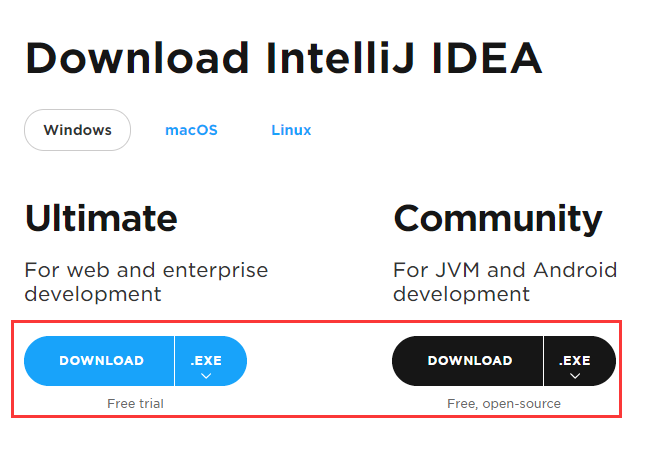 Download IntelliJ IDEA
Windows macOS Linux
Ultimate
For web and enterprise
development
DOWNLOAD .EXE
Free trial
Community
For JVM and Android
development
DOWNLOAD .EXE
Free, open-source